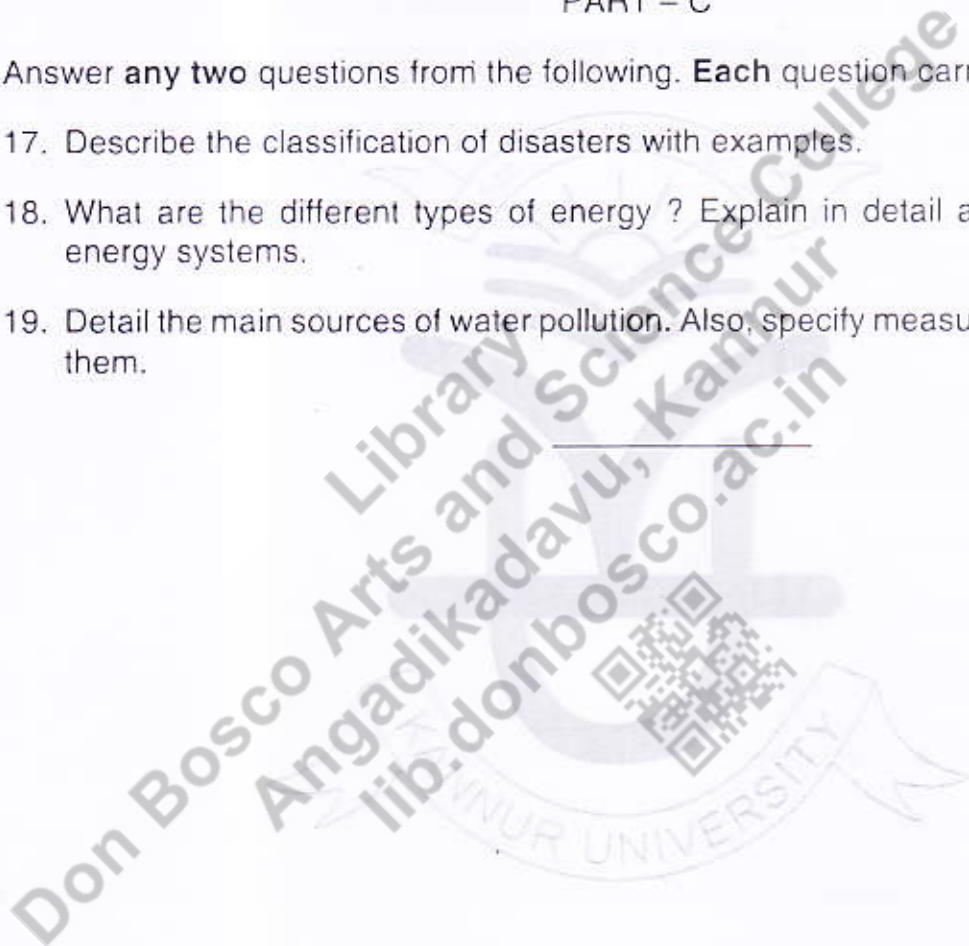 PART – C
Answer any two questions from the following. Each question carr
17. Describe the classification of disasters with examples.
18. What are the different types of energy ? Explain in detail a
energy systems.
19. Detail the main sources of water pollution. Also, specify measu
them.
Library
Don Bosco Arts and Science College
Angadikadavu, Kannur
lib.donbosco.ac.in
KANNUR UNIVERSITY